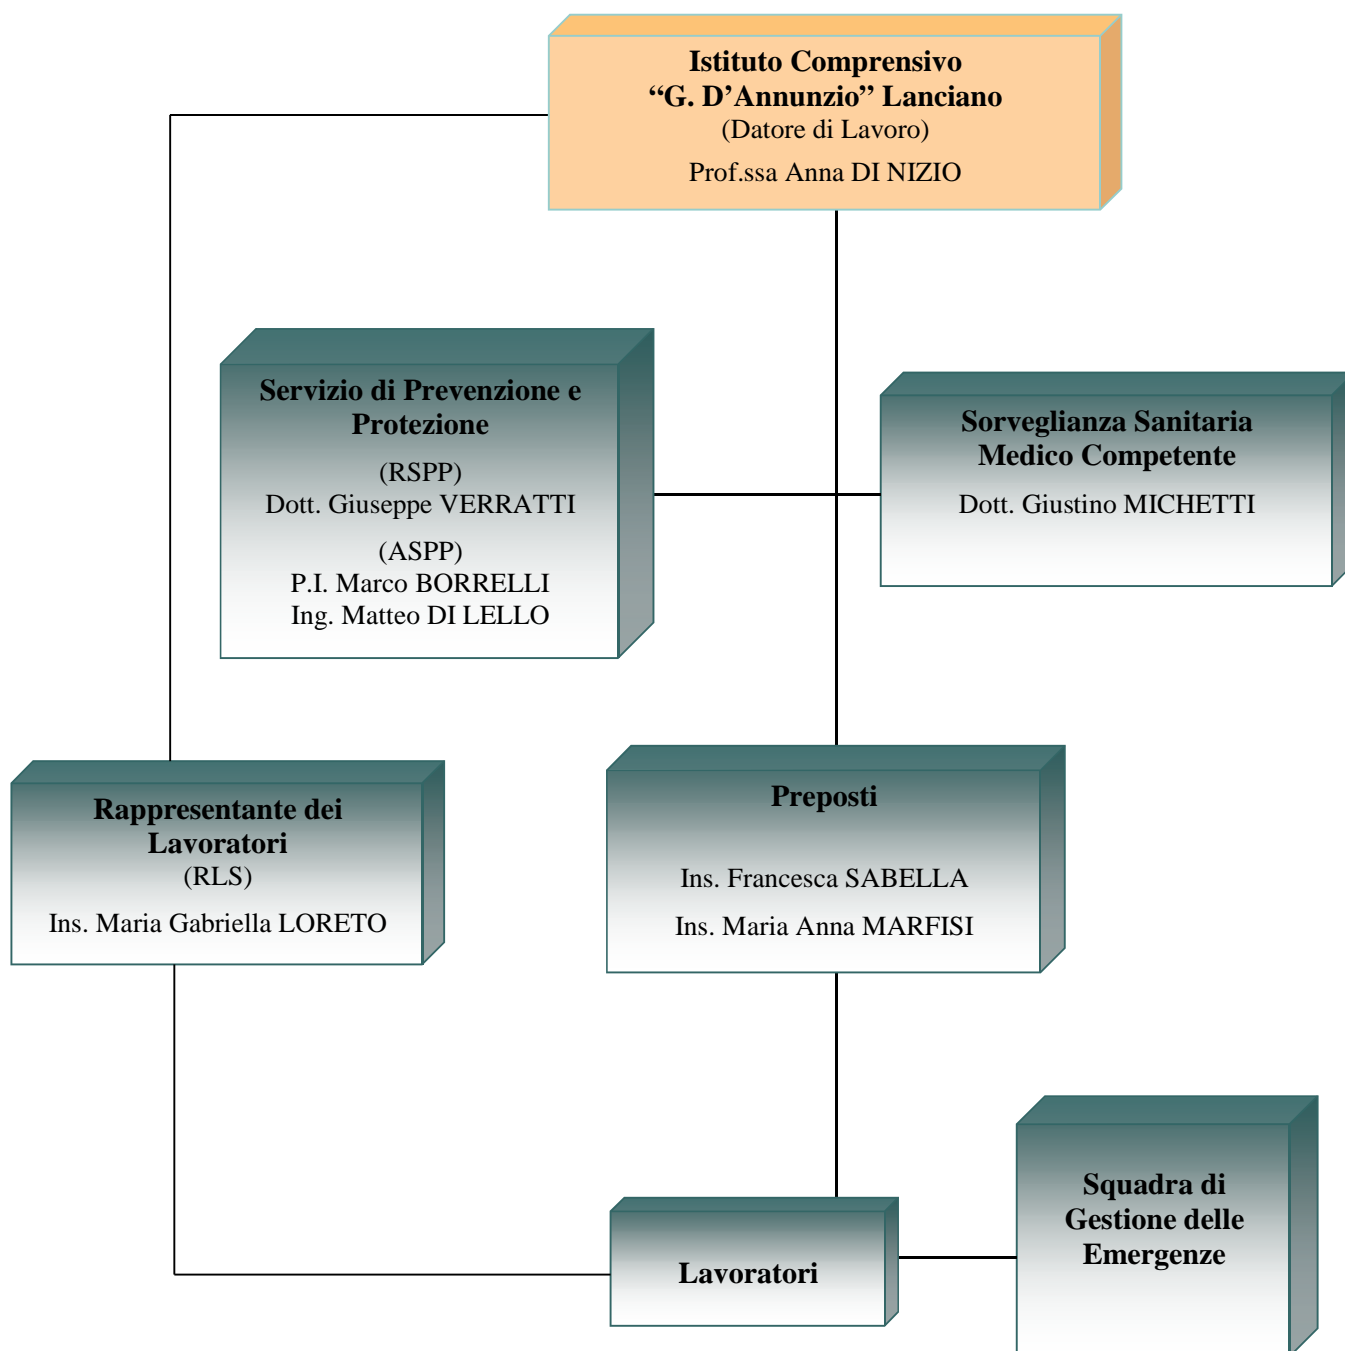 Istituto Comprensivo
“G. D’Annunzio” Lanciano
(Datore di Lavoro)
Prof.ssa Anna DI NIZIO
Servizio di Prevenzione e
Protezione
(RSPP)
Dott. Giuseppe VERRATTI
(ASPP)
P.I. Marco BORRELLI
Ing. Matteo DI LELLO
Sorveglianza Sanitaria
Medico Competente
Dott. Giustino MICHETTI
Rappresentante dei
Lavoratori
(RLS)
Ins. Maria Gabriella LORETO
Preposti
Ins. Francesca SABELLA
Ins. Maria Anna MARFISI
Lavoratori
Squadra di
Gestione delle
Emergenze